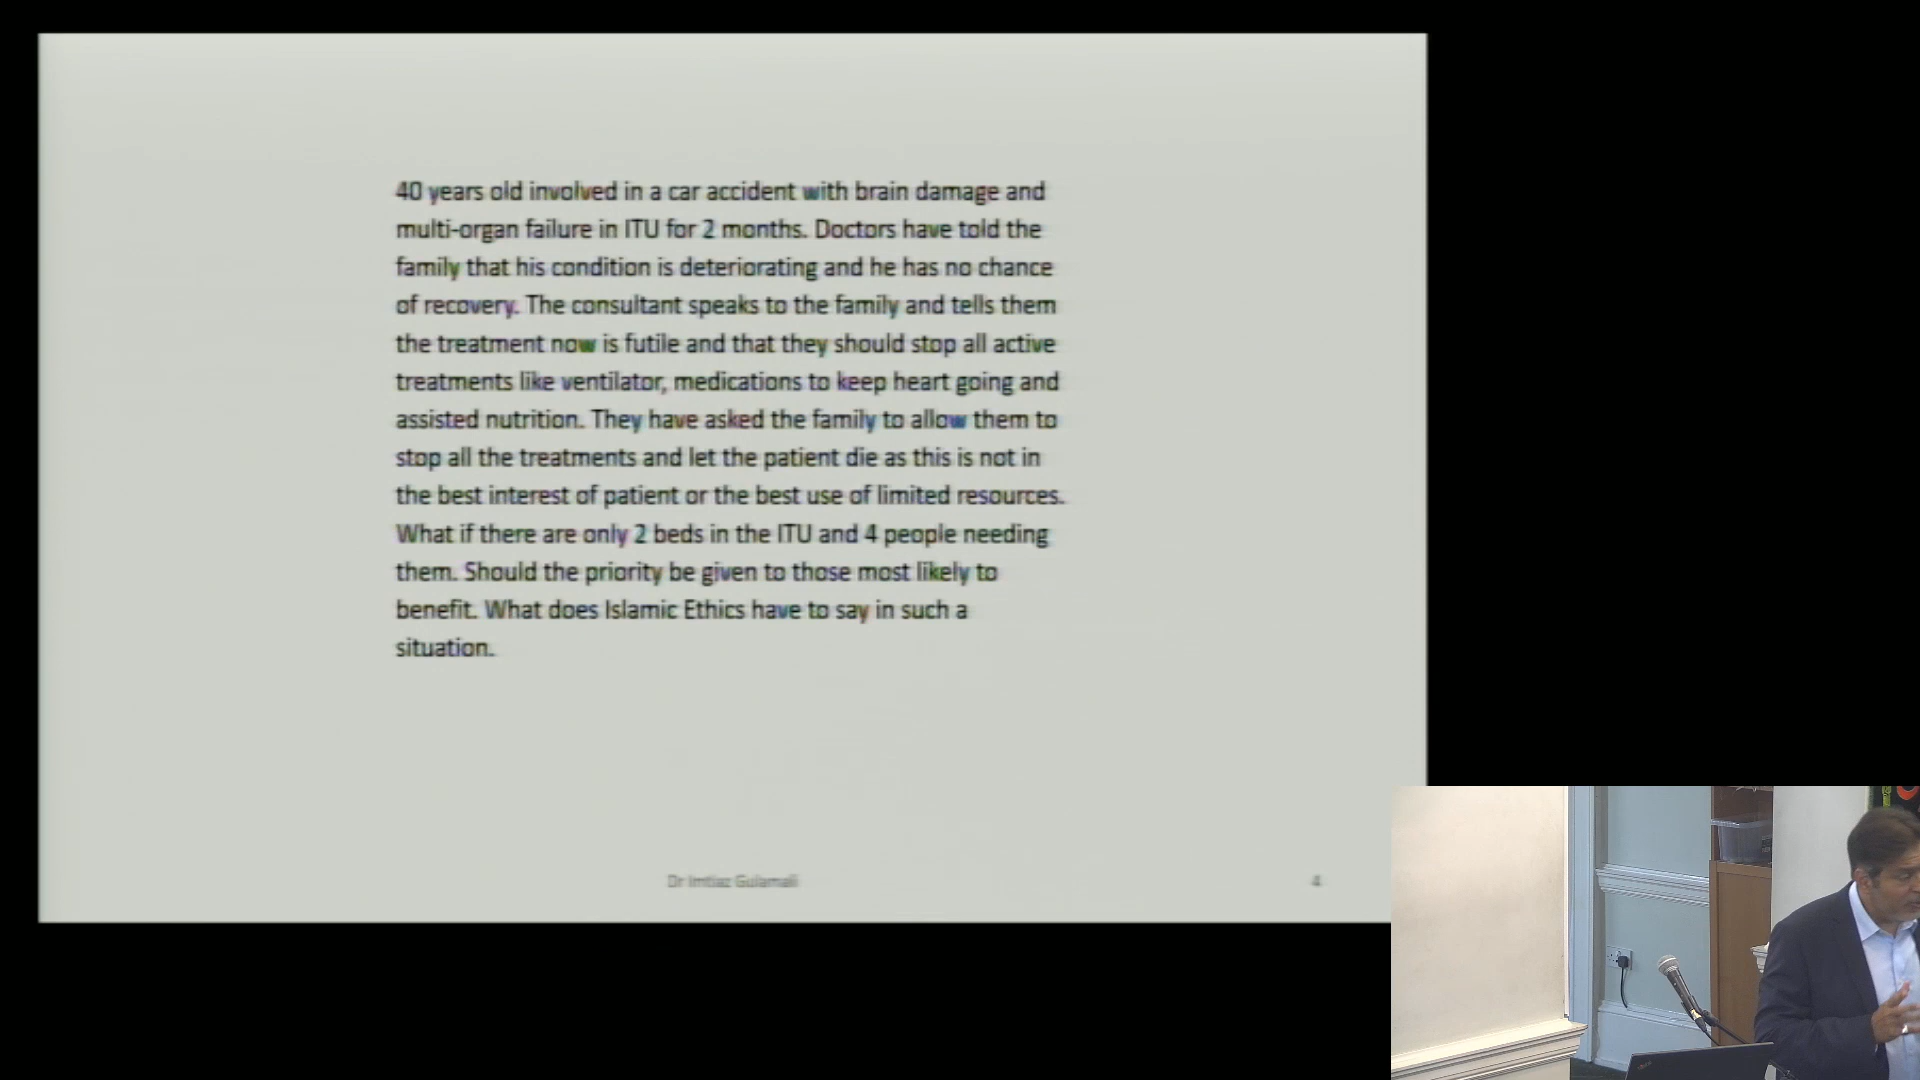 40 years old involved in a car accident with brain damage and
multi-organ failure in ITU for 2 months. Doctors have told the
family that his condition is deteriorating and he has no chance
of recovery. The consultant speaks to the family and tells them
the treatment now is futile and that they should stop all active
treatments like ventilator, medications to keep heart going and
assisted nutrition. They have asked the family to allow them to
stop all the treatments and let the patient die as this is not in
the best interest of patient or the best use of limited resources.
What if there are only 2 beds in the ITU and 4 people needing
them. Should the priority be given to those most likely to
benefit. What does Islamic Ethics have to say in such a
situation.
Dr Imtiaz Gulamali
4